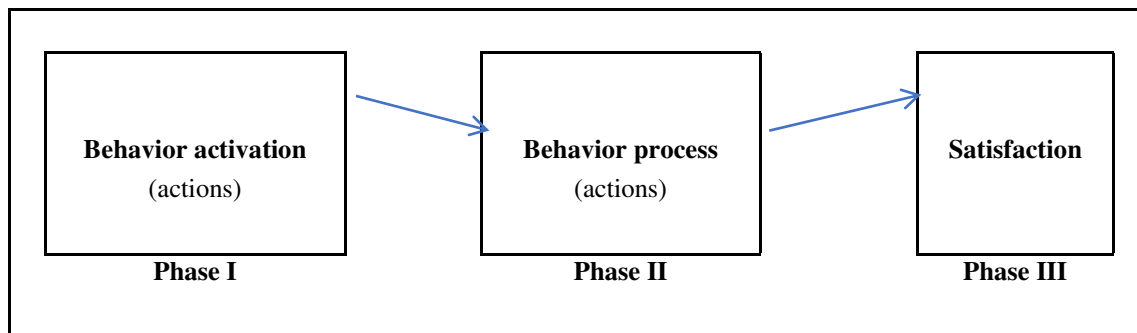 Behavior activation
(actions)
Phase I
Behavior process
(actions)
Phase II
Satisfaction
Phase III